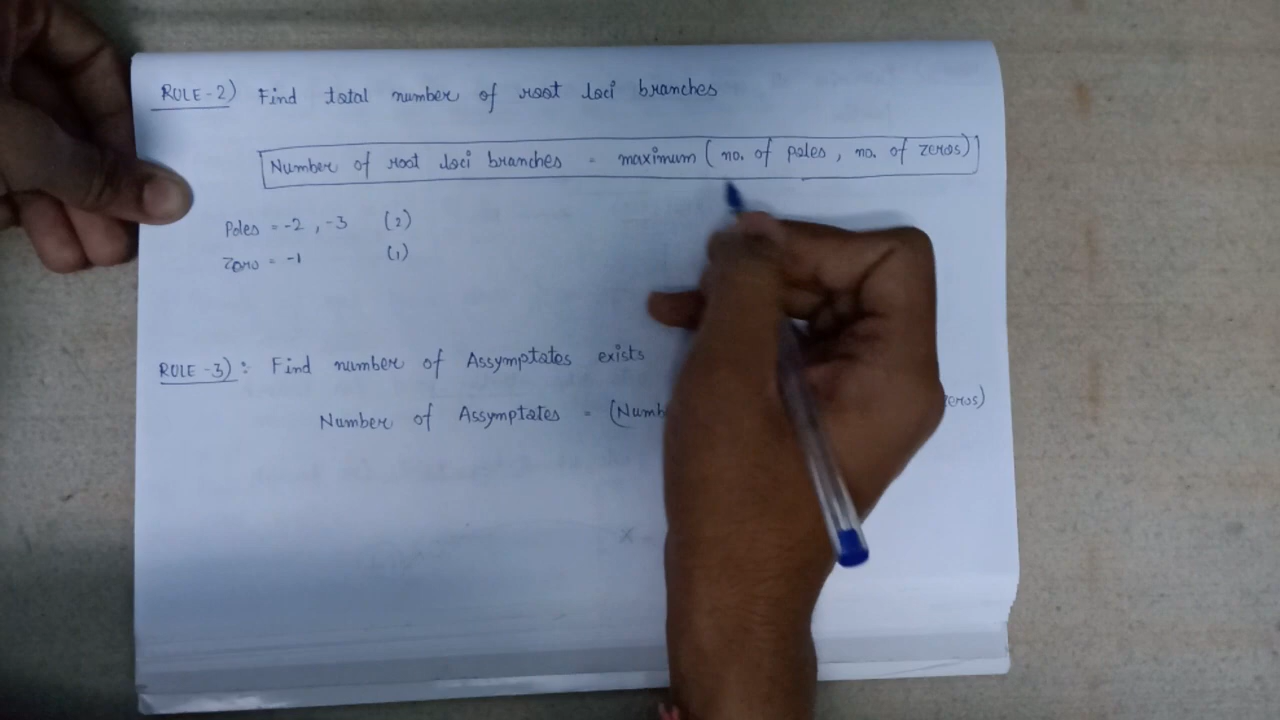 RULE-2) Find total number of root loci branches
Number of root loci branches = maximum ( no. of poles , no. of zeros)
Poles = -2 , -3 (2)
Zero = -1 (1)
RULE-3): Find number of Assymptates exists
Number of Assymptates = (Numb zeros)